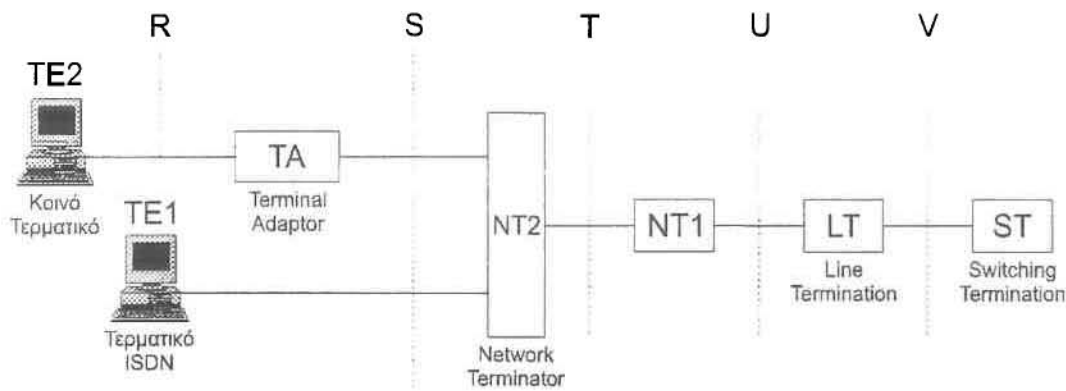 R S T U V
TE2
TA
Κοινό
Τερματικό
Terminal
Adaptor
TE1
Τερματικό
ISDN
NT2
Network
Terminator
NT1
LT
Line
Termination
ST
Switching
Termination